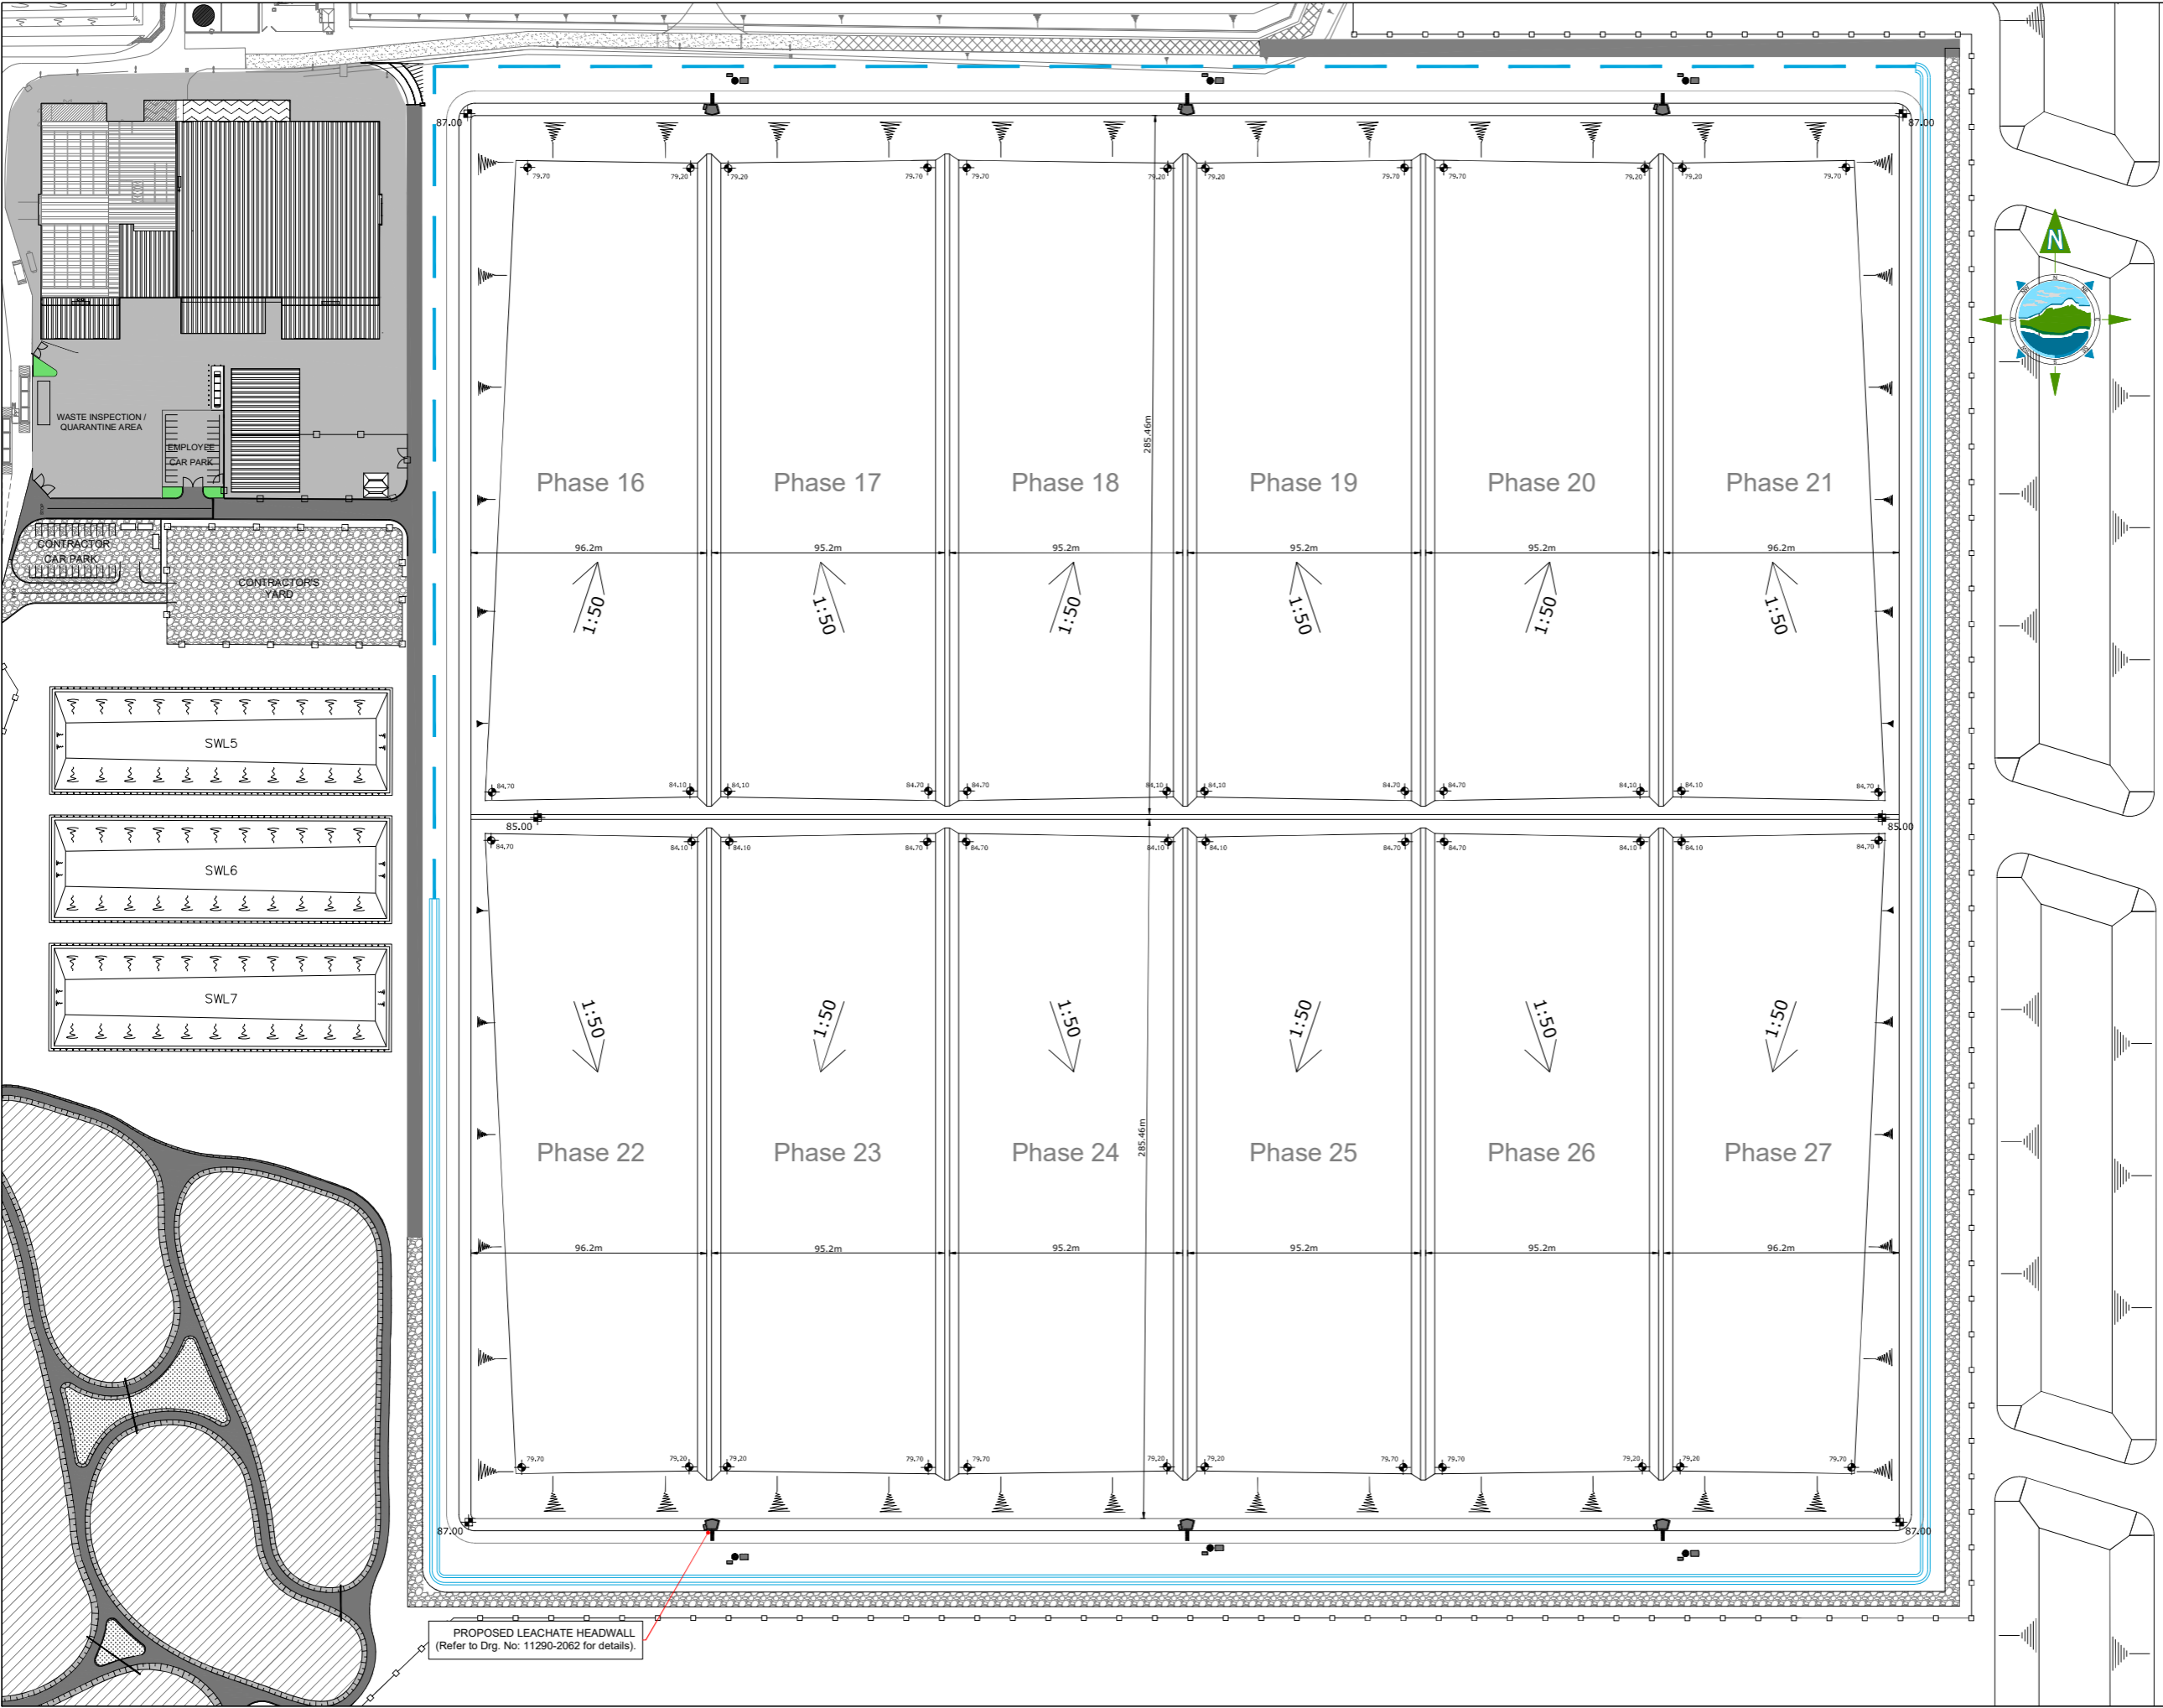 N
87.00
87.00
79.70
79.20
79.20
79.70
79.70
79.20
79.20
79.70
79.70
79.20
79.20
79.70
WASTE INSPECTION /
QUARANTINE AREA
EMPLOYEE
CAR PARK
285.46m
Phase 16
Phase 17
Phase 18
Phase 19
Phase 20
Phase 21
CONTRACTOR
CAR PARK
CONTRACTOR'S
YARD
96.2m
95.2m
95.2m
95.2m
95.2m
96.2m
1:50
1:50
1:50
1:50
1:50
1:50
SWL5
84.70
84.10
84.10
84.70
84.70
84.10
84.10
84.70
84.70
84.10
84.10
84.70
85.00
85.00
84.70
84.10
84.10
84.70
84.70
84.10
84.10
84.70
84.70
84.10
84.10
84.70
SWL6
SWL7
1:50
1:50
1:50
1:50
1:50
1:50
285.46m
Phase 22
Phase 23
Phase 24
Phase 25
Phase 26
Phase 27
96.2m
95.2m
95.2m
95.2m
95.2m
96.2m
79.70
79.20
79.20
79.70
79.70
79.20
79.20
79.70
79.70
79.20
79.20
79.70
87.00
87.00
PROPOSED LEACHATE HEADWALL
(Refer to Drg. No: 11290-2062 for details).